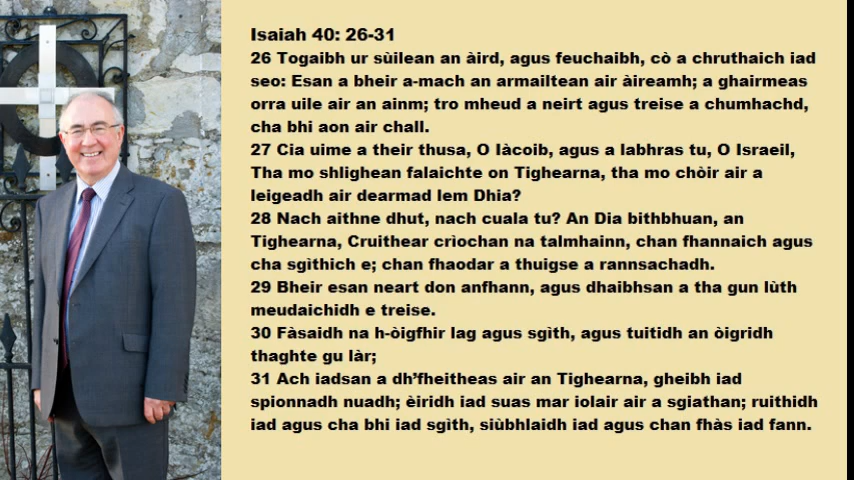 Isaiah 40: 26-31
26 Togaibh ur sùilean an àird, agus feuchaibh, cò a chruthaich iad
seo: Esan a bheir a-mach an armailtean air àireamh; a ghairmeas
orra uile air an ainm; tro mheud a neirt agus treise a chumhachd,
cha bhi aon air chall.
27 Cia uime a their thusa, O Iàcoib, agus a labhras tu, O Israeil,
Tha mo shlighean falaichte on Tighearna, tha mo chòir air a
leigeadh air dearmad lem Dhia?
28 Nach aithne dhut, nach cuala tu? An Dia bithbhuan, an
Tighearna, Cruithear crìochan na talmhainn, chan fhannaich agus
cha sgìthich e; chan fhaodar a thuigse a rannsachadh.
29 Bheir esan neart don anfhann, agus dhaibhsan a tha gun lùth
meudaichidh e treise.
30 Fàsaidh na h-òigfhir lag agus sgìth, agus tuitidh an òigridh
thaghte gu làr;
31 Ach iadsan a dh’fheitheas air an Tighearna, gheibh iad
spionnadh nuadh; èiridh iad suas mar iolair air a sgiathan; ruithidh
iad agus cha bhi iad sgìth, siùbhlaidh iad agus chan fhàs iad fann.